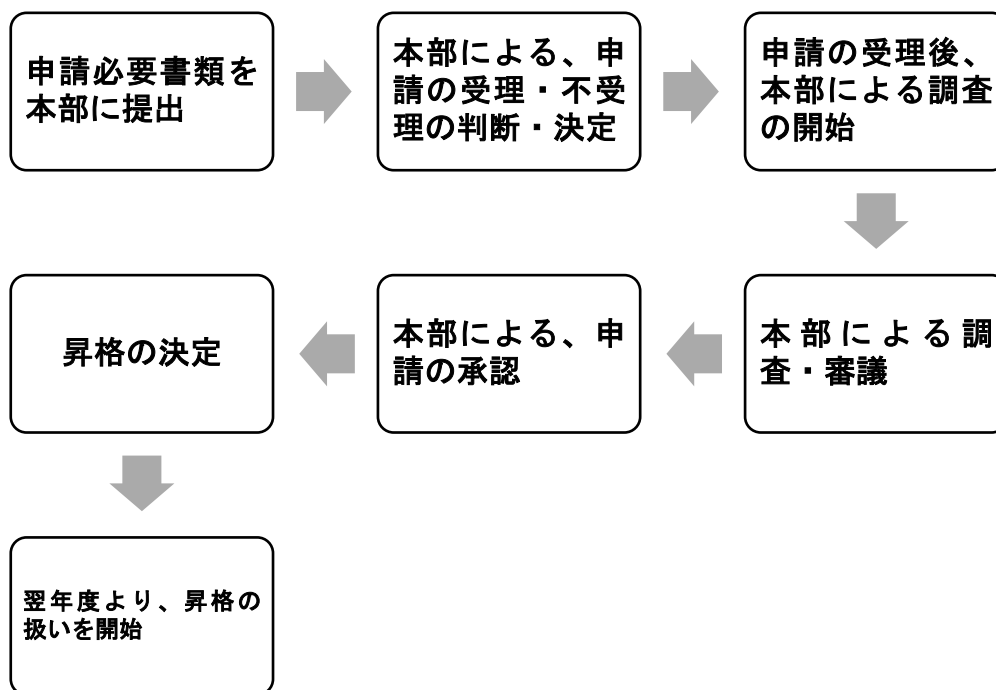 申請必要書類を
本部に提出
本部による、申
請の受理・不受
理の判断・決定
申請の受理後、
本部による調査
の開始
本部による調
査・審議
本部による、申
請の承認
昇格の決定
翌年度より、昇格の
扱いを開始